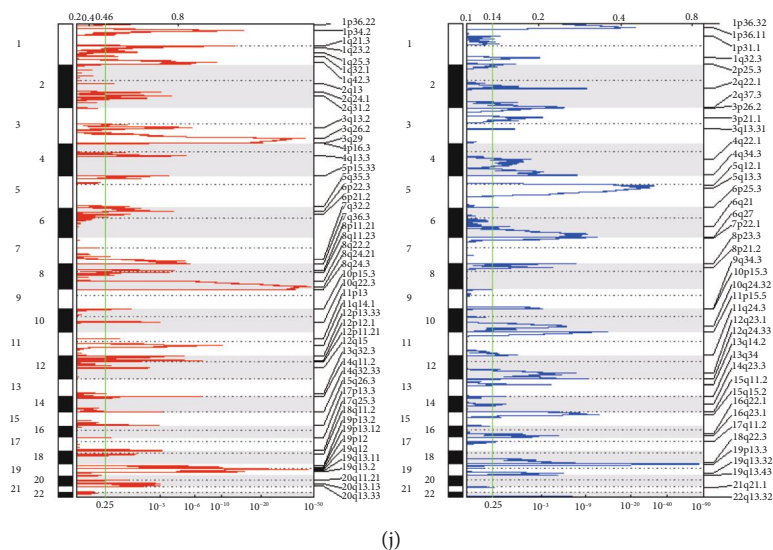 0.2 0.4 0.46 0.8
1
2
3
4
5
6
7
8
9
10
11
12
13
14
15
16
17
18
19
20
21
22
1p36.22
1p34.2
1q21.3
1q23.2
1q25.3
1q32.1
1q42.3
2q13
2q24.1
2q31.2
3q13.2
3q26.2
3q29
4p16.3
4q13.3
5p15.33
5q35.3
6p22.3
6p21.2
7q32.2
7q36.3
8p11.21
8q11.23
8q22.2
8q24.21
8q24.3
10p15.3
10q22.3
11p13
11q14.1
12p13.33
12p12.1
12p11.21
12q15
13q32.3
14q11.2
14q32.33
15q26.3
17p13.3
17q25.3
18q11.2
19p13.2
19p13.12
19p12
19q12
19q13.11
19q13.2
20q11.21
20q13.13
20q13.33
0.25 10⁻³ 10⁻⁶ 10⁻¹⁰ 10⁻²⁰ 10⁻⁵⁰
0.1 0.14 0.2 0.4 0.8
1
2
3
4
5
6
7
8
9
10
11
12
13
14
15
16
17
18
19
20
21
22
1p36.32
1p36.11
1p31.1
1q32.3
2p25.3
2q22.1
2q37.3
3p26.2
3p21.1
3q13.31
4q22.1
4q34.3
5q12.1
5q13.3
6p25.3
6q21
6q27
7p22.1
8p23.3
8p21.2
9q34.3
10p15.3
10q24.32
11p15.5
11q24.3
12q23.1
12q24.33
13q14.2
13q34
14q23.3
15q11.2
15q15.2
16q22.1
16q23.1
17q11.2
18q22.3
19p13.3
19q13.32
19q13.43
21q21.1
22q13.32
0.25 10⁻³ 10⁻⁹ 10⁻²⁰ 10⁻⁴⁰ 10⁻⁹⁰
(j)